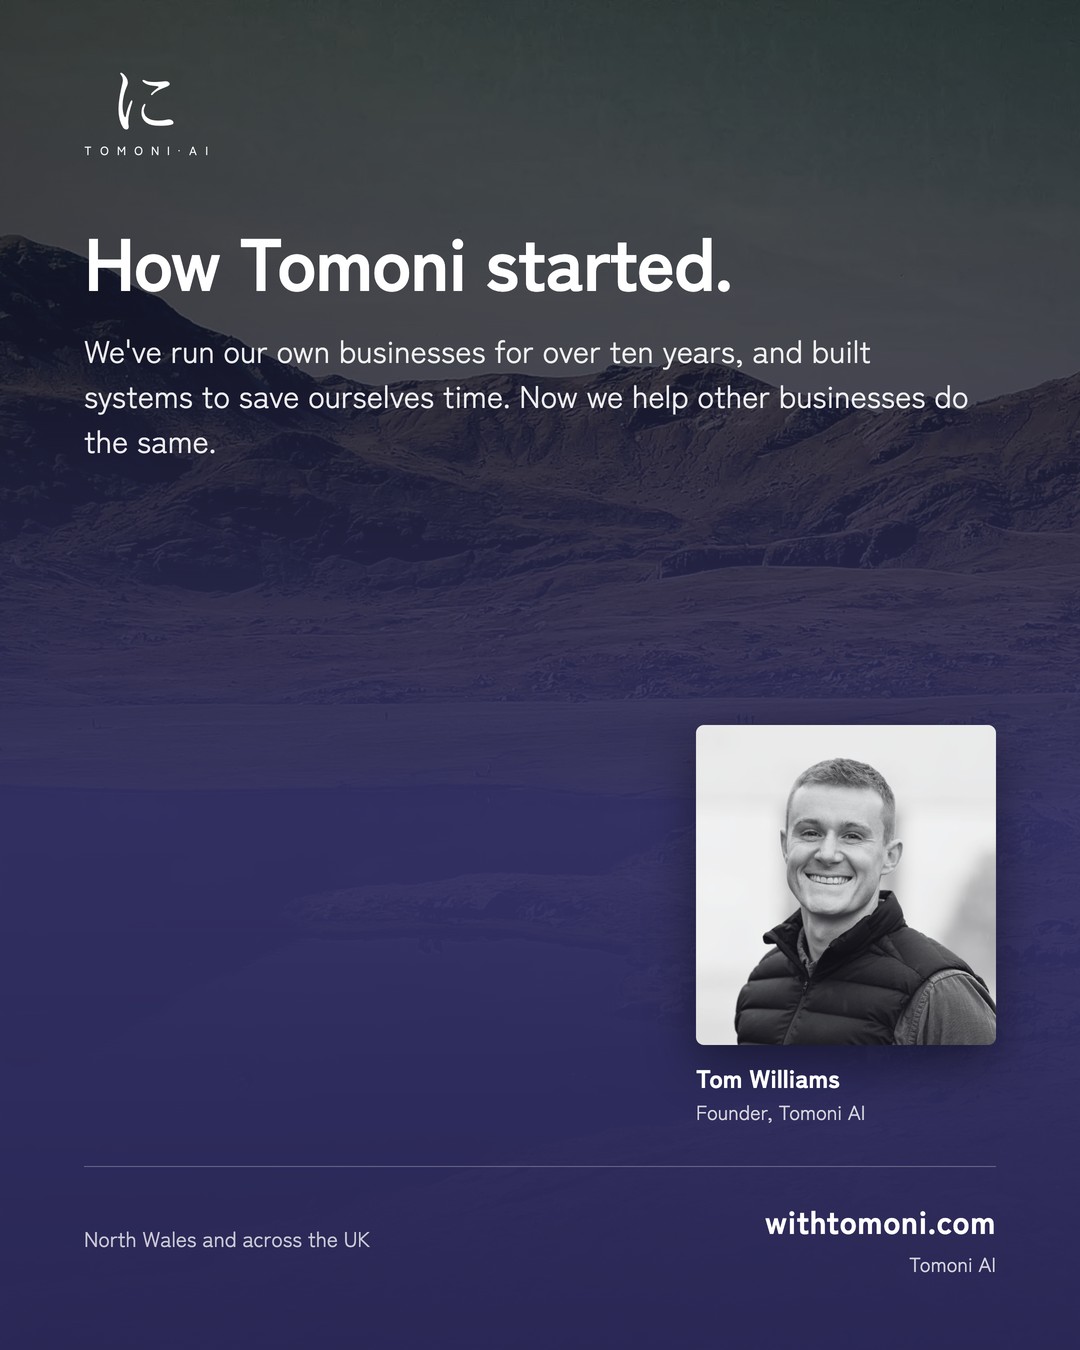 に
TOMONI·AI
How Tomoni started.
We've run our own businesses for over ten years, and built
systems to save ourselves time. Now we help other businesses do
the same.
Tom Williams
Founder, Tomoni AI
North Wales and across the UK
withtomoni.com
Tomoni AI